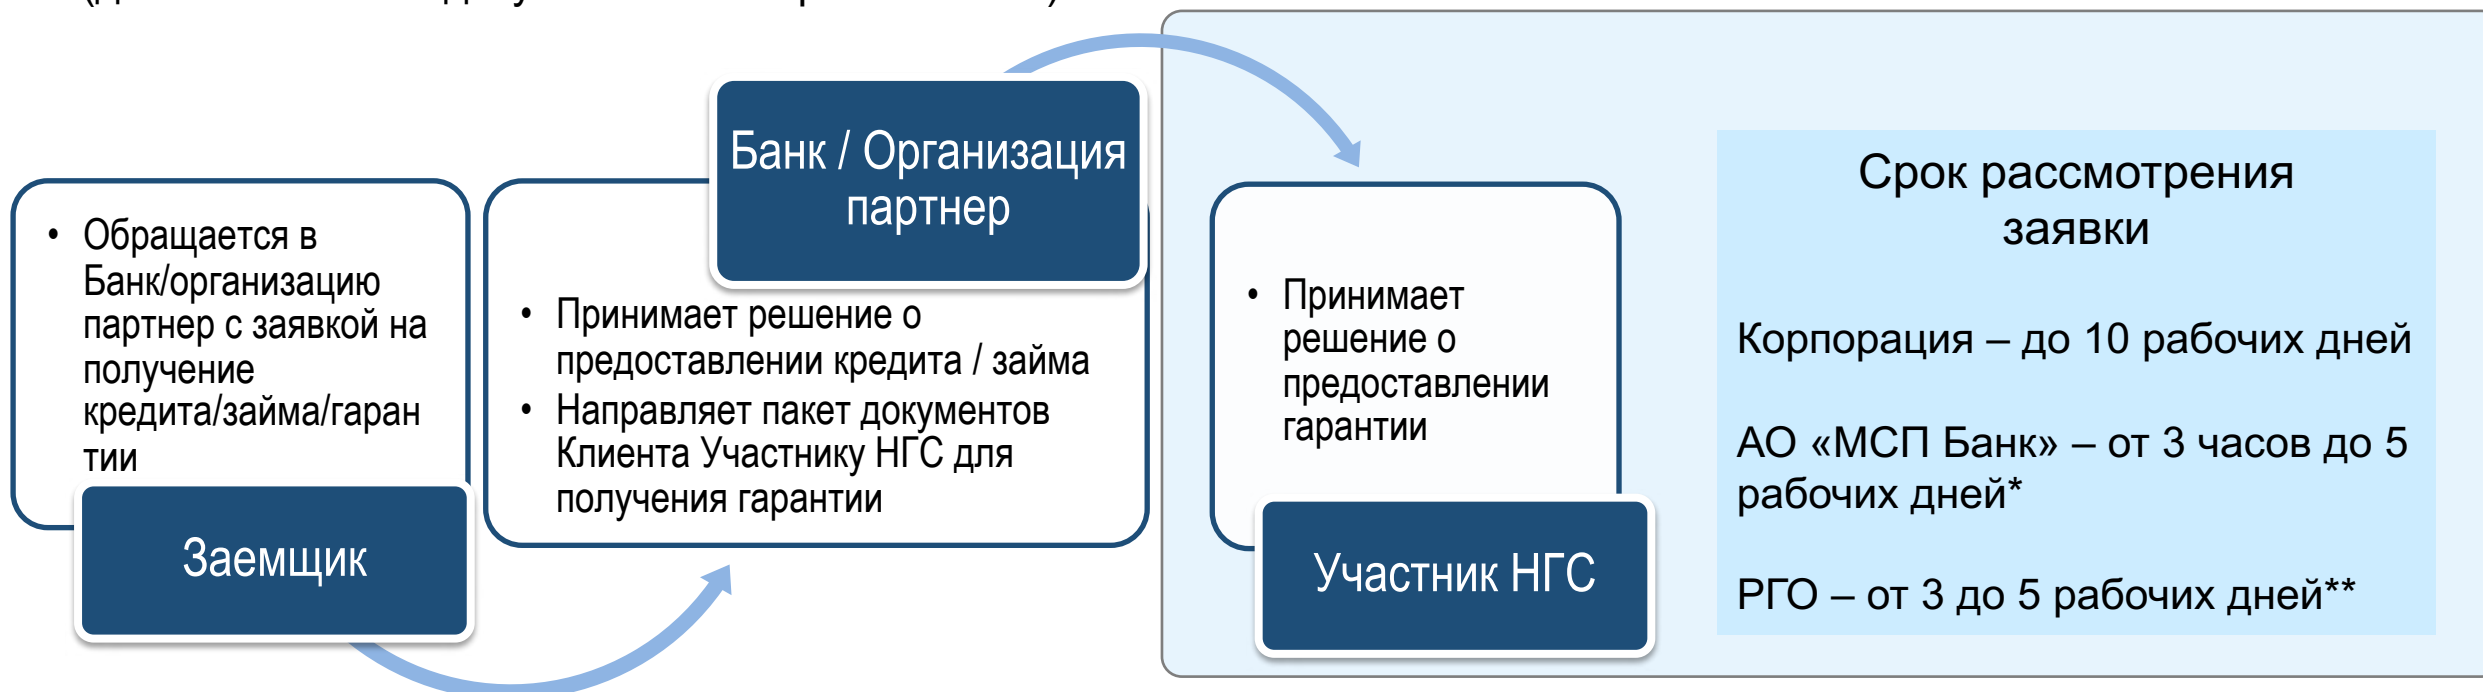 Обращается в
Банк/организацию
партнер с заявкой на
получение
кредита/займа/гаран
тии
Заемщик
Банк / Организация
партнер
• Принимает решение о
предоставлении кредита / займа
• Направляет пакет документов
Клиента Участнику НГС для
получения гарантии
• Принимает
решение о
предоставлении
гарантии
Участник НГС
Срок рассмотрения
заявки
Корпорация – до 10 рабочих дней
АО «МСП Банк» – от 3 часов до 5
рабочих дней*
РГО – от 3 до 5 рабочих дней**